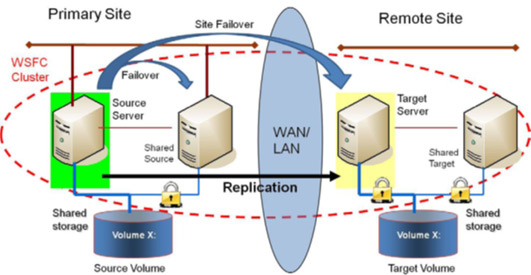 Primary Site
Site Failover
Remote Site
WSFC
Cluster
Failover
Source
Server
Shared
Source
WAN/
LAN
Target
Server
Shared
Target
Replication
Shared
storage
Volume X:
Source Volume
Shared
storage
Volume X:
Target Volume